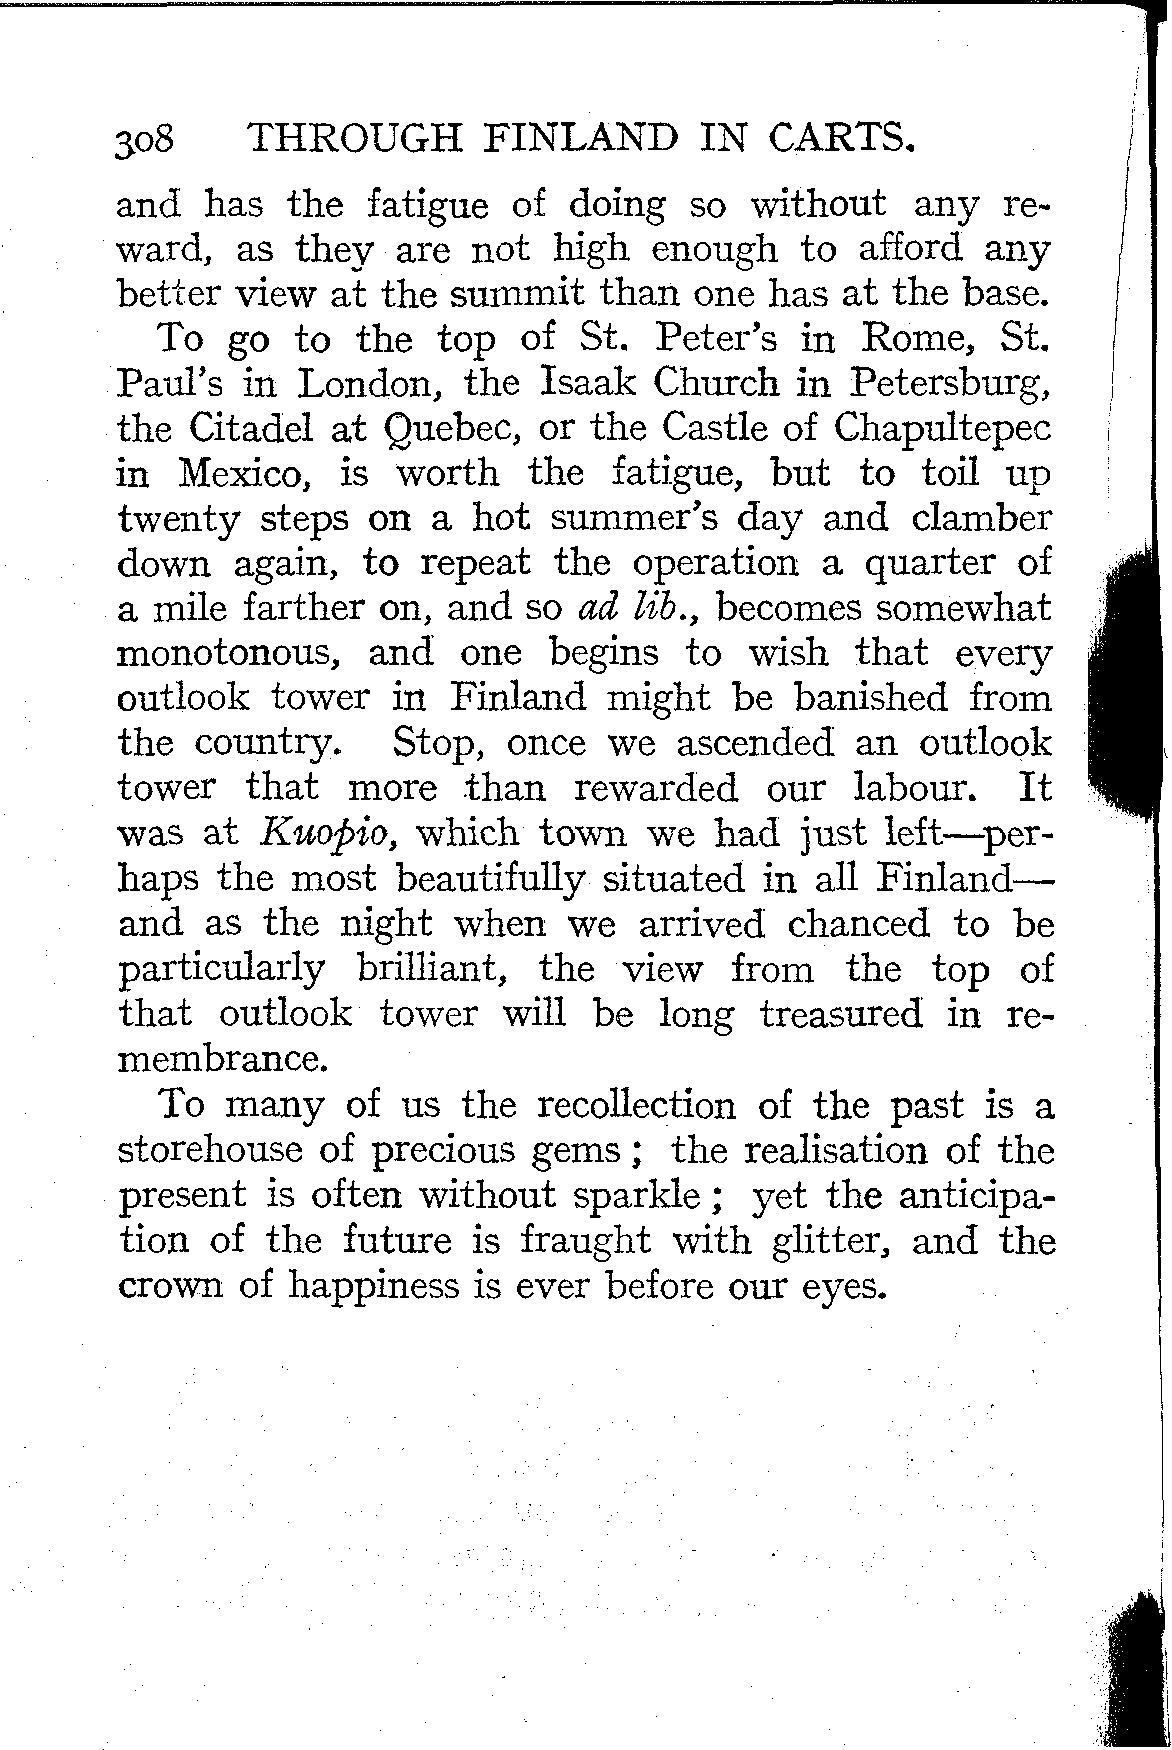 308 THROUGH FINLAND IN CARTS.
and has the fatigue of doing so without any re-
ward, as they are not high enough to afford any
better view at the summit than one has at the base.
To go to the top of St. Peter's in Rome, St.
Paul's in London, the Isaak Church in Petersburg,
the Citadel at Quebec, or the Castle of Chapultepec
in Mexico, is worth the fatigue, but to toil up
twenty steps on a hot summer's day and clamber
down again, to repeat the operation a quarter of
a mile farther on, and so ad lib., becomes somewhat
monotonous, and one begins to wish that every
outlook tower in Finland might be banished from
the country. Stop, once we ascended an outlook
tower that more than rewarded our labour. It
was at Kuopio, which town we had just left—per-
haps the most beautifully situated in all Finland—
and as the night when we arrived chanced to be
particularly brilliant, the view from the top of
that outlook tower will be long treasured in re-
membrance.
To many of us the recollection of the past is a
storehouse of precious gems ; the realisation of the
present is often without sparkle ; yet the anticipa-
tion of the future is fraught with glitter, and the
crown of happiness is ever before our eyes.